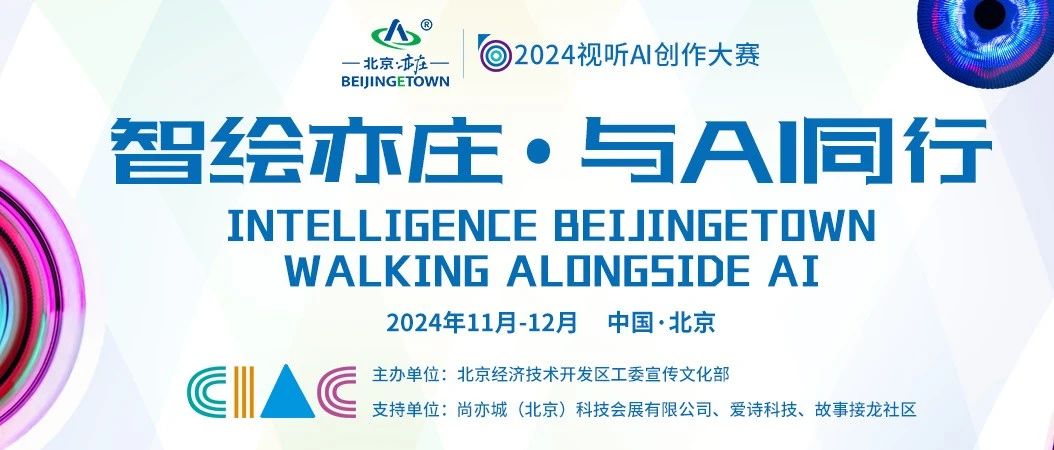 北京·亦庄 ®
BEIJINGETOWN
2024视听AI创作大赛
智绘亦庄·与AI同行
INTELLIGENCE BEIJINGETOWN
WALKING ALONGSIDE AI
2024年11月-12月 中国·北京
CIAC
主办单位：北京经济技术开发区工委宣传文化部
支持单位：尚亦城（北京）科技会展有限公司、爱诗科技、故事接龙社区